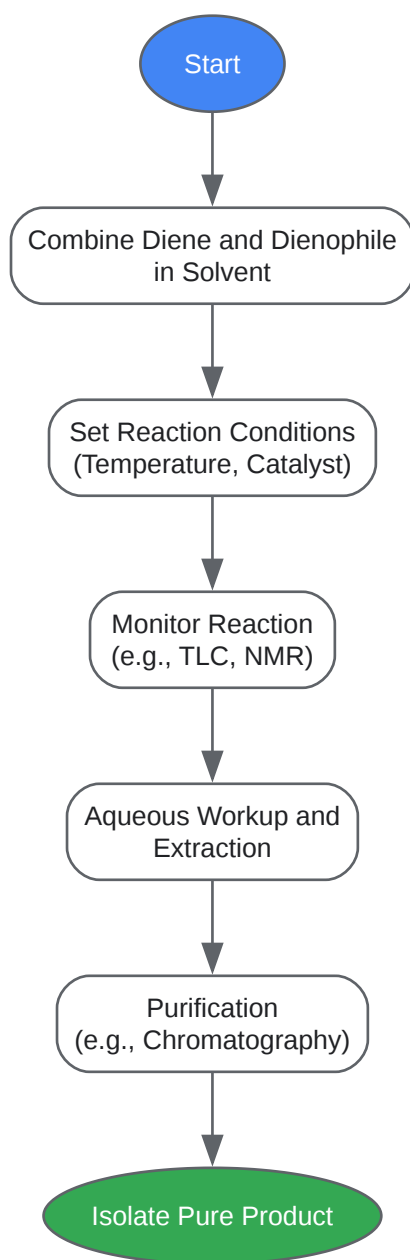 Start
Combine Diene and Dienophile
in Solvent
Set Reaction Conditions
(Temperature, Catalyst)
Monitor Reaction
(e.g., TLC, NMR)
Aqueous Workup and
Extraction
Purification
(e.g., Chromatography)
Isolate Pure Product